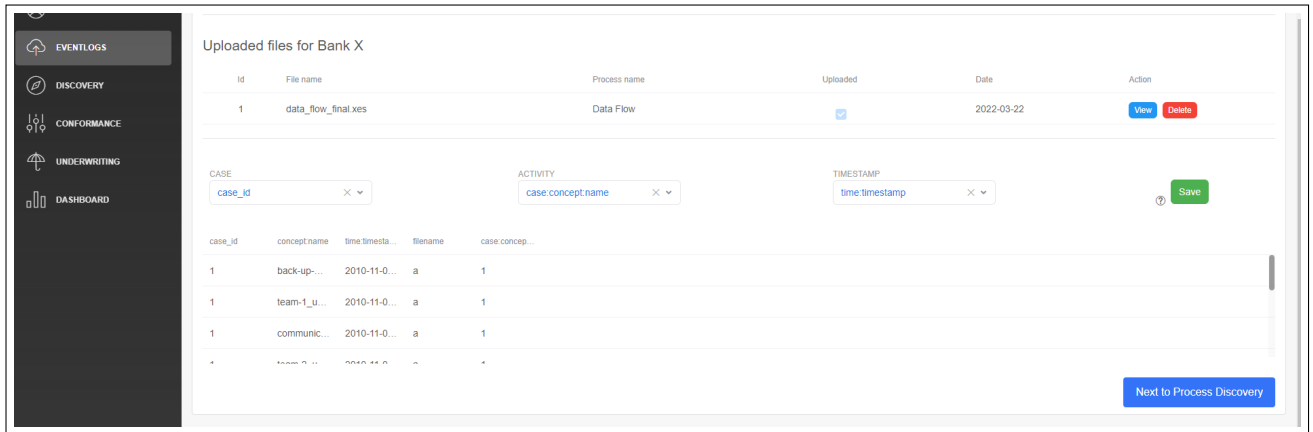 EVENTLOGS
DISCOVERY
CONFORMANCE
UNDERWRITING
DASHBOARD
Uploaded files for Bank X
Id File name Process name Uploaded Date Action
1 data_flow_final.xes Data Flow 2022-03-22 View Delete
CASE ACTIVITY TIMESTAMP
case_id case:concept:name time:timestamp Save
case_id concept:name time:timesta... filename case:concep...
1 back-up-... 2010-11-0... a 1
1 team-1_u... 2010-11-0... a 1
1 communic... 2010-11-0... a 1
Next to Process Discovery